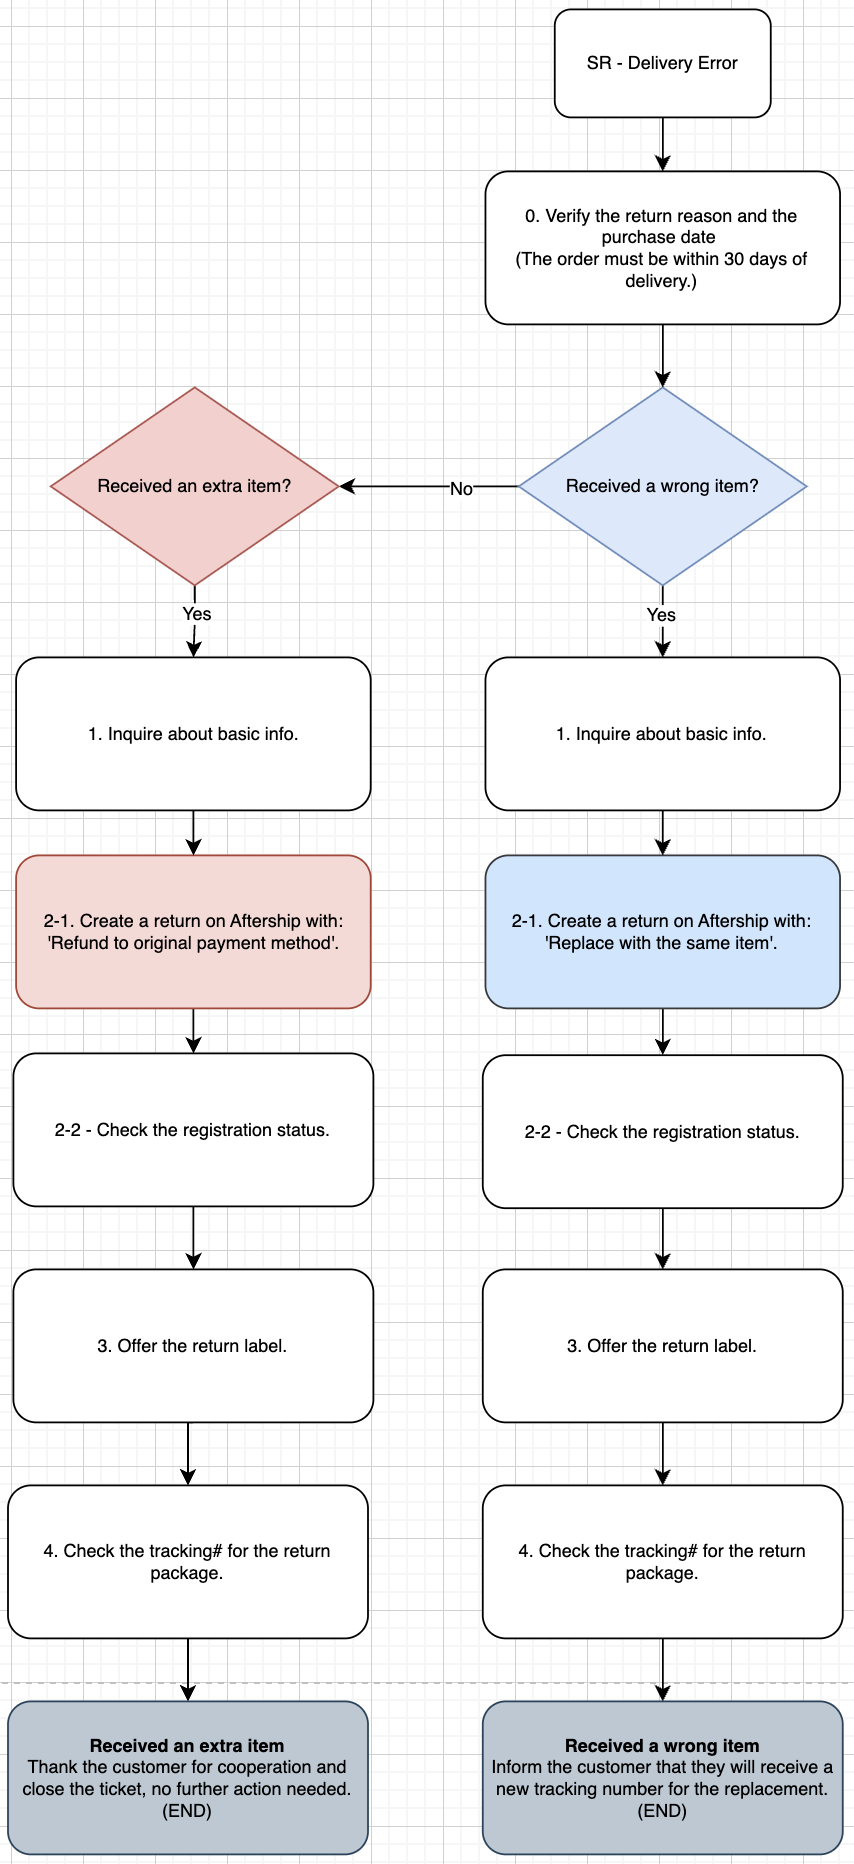 SR - Delivery Error
0. Verify the return reason and the
purchase date
(The order must be within 30 days of
delivery.)
Received an extra item?
No
Received a wrong item?
Yes
Yes
1. Inquire about basic info.
1. Inquire about basic info.
2-1. Create a return on Aftership with:
'Refund to original payment method'.
2-1. Create a return on Aftership with:
'Replace with the same item'.
2-2 - Check the registration status.
2-2 - Check the registration status.
3. Offer the return label.
3. Offer the return label.
4. Check the tracking# for the return
package.
4. Check the tracking# for the return
package.
Received an extra item
Thank the customer for cooperation and
close the ticket, no further action needed.
(END)
Received a wrong item
Inform the customer that they will receive a
new tracking number for the replacement.
(END)